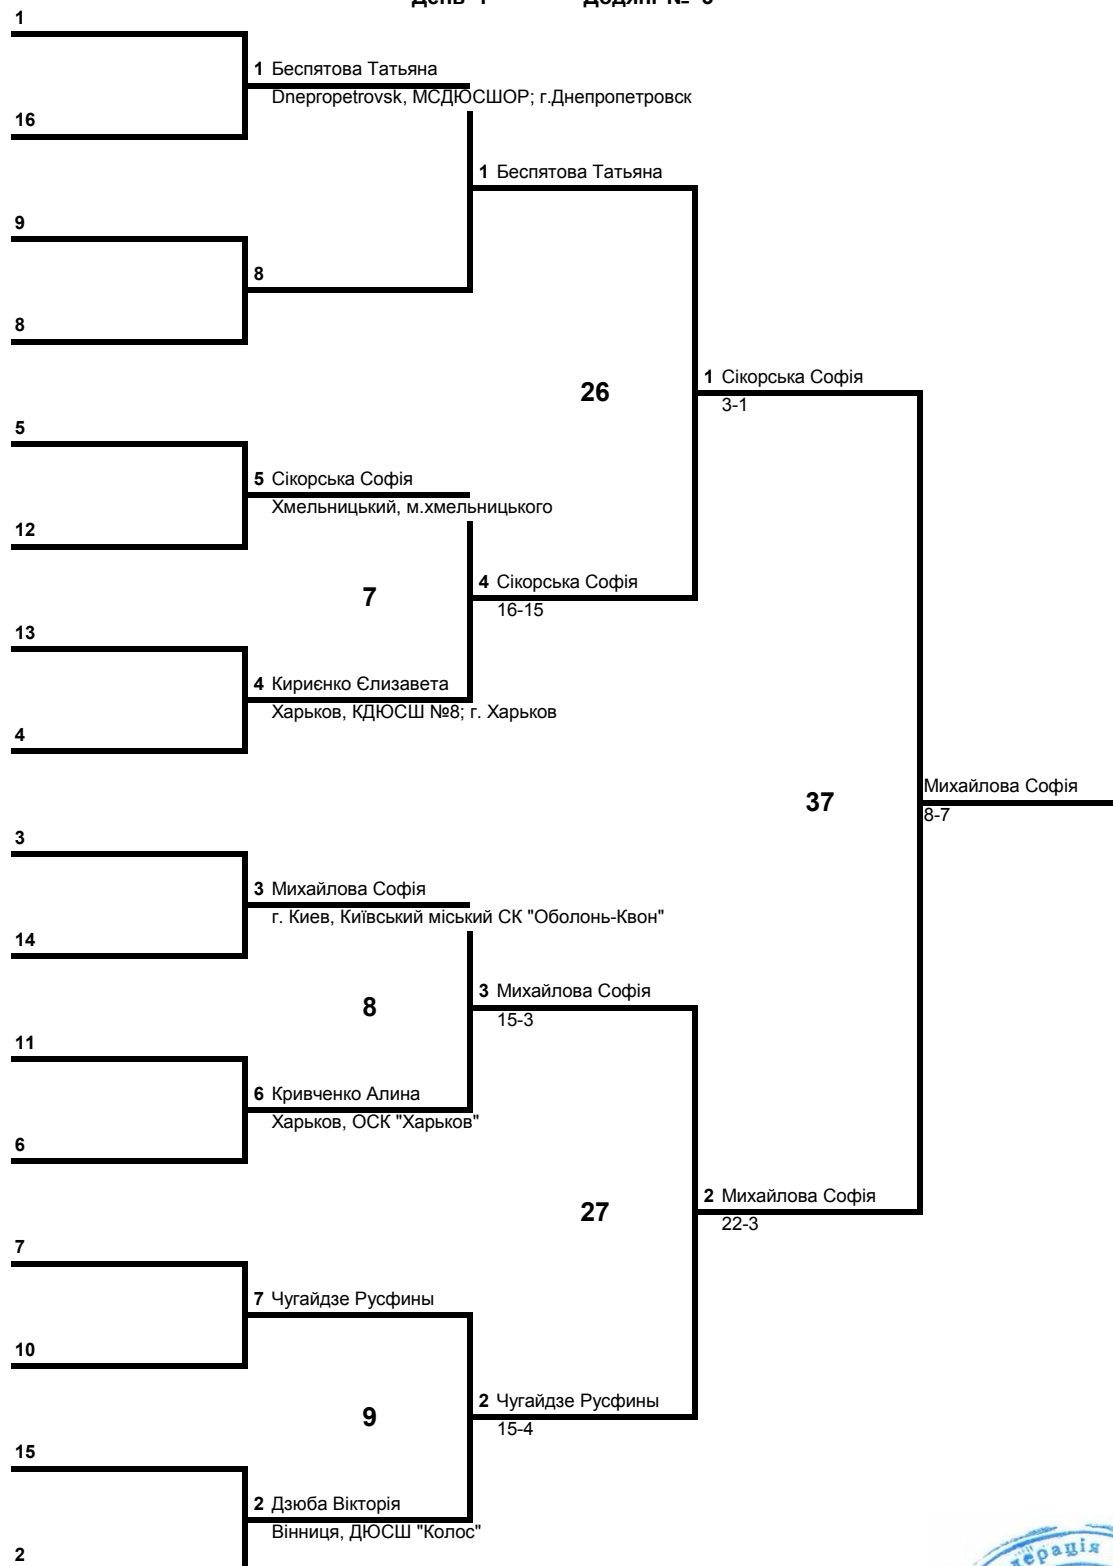 1
1 Беспятова Татьяна
Dnepropetrovsk, МСДЮСШОР; г.Днепропетровск
16
1 Беспятова Татьяна
9
8
8
26
1 Сікорська Софія
3-1
5
5 Сікорська Софія
Хмельницький, м.хмельницького
12
7
4 Сікорська Софія
16-15
13
4 Кириєнко Єлизавета
Харьков, КДЮСШ №8; г. Харьков
4
37
Михайлова Софія
8-7
3
3 Михайлова Софія
г. Киев, Київський міський СК "Оболонь-Квон"
14
8
3 Михайлова Софія
15-3
11
6 Кривченко Алина
Харьков, ОСК "Харьков"
6
27
2 Михайлова Софія
22-3
7
7 Чугайдзе Русфины
10
9
2 Чугайдзе Русфины
15-4
15
2 Дзюба Вікторія
Вінниця, ДЮСШ "Колос"
2